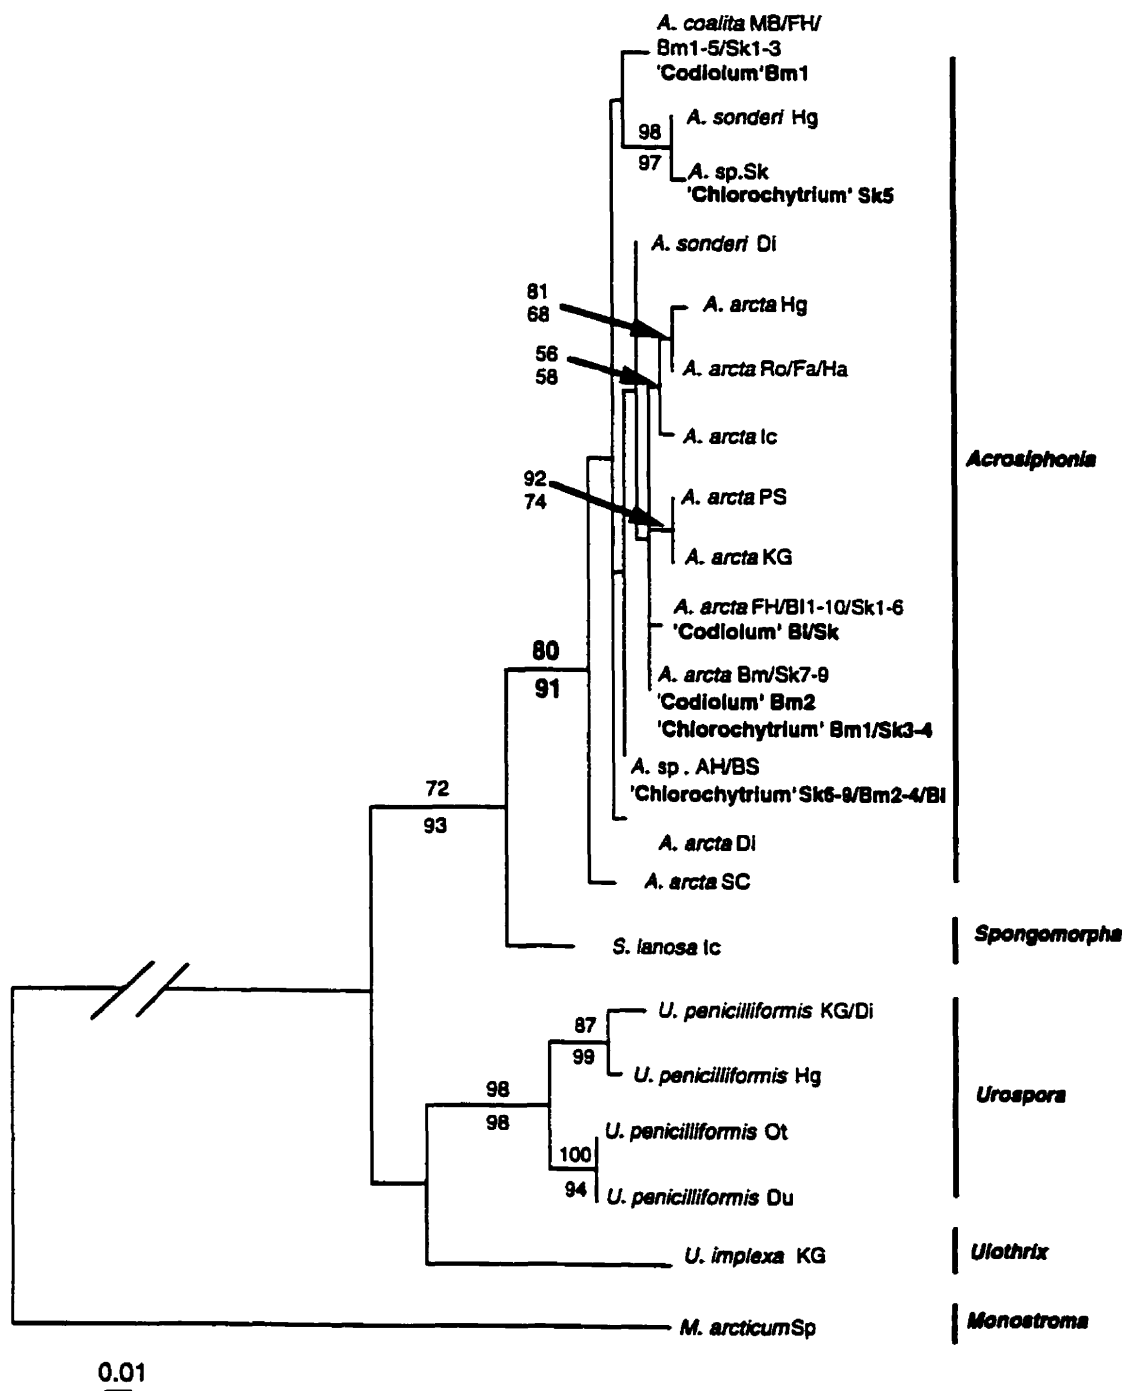 A. coalita MB/FH/
Bm1-5/Sk1-3
'Codiolum' Bm1
A. sonderi Hg
98
97
A. sp.Sk
'Chlorochytrium' Sk5
A. sonderi Di
81
68
A. arcta Hg
56
58
A. arcta Ro/Fa/Ha
A. arcta Ic
Acrosiphonia
92
74
A. arcta PS
A. arcta KG
A. arcta FH/BI1-10/Sk1-6
'Codiolum' BI/Sk
80
91
A. arcta Bm/Sk7-9
'Codiolum' Bm2
'Chlorochytrium' Bm1/Sk3-4
A. sp. AH/BS
'Chlorochytrium' Sk6-9/Bm2-4/BI
72
93
A. arcta Di
A. arcta SC
S. lanosa Ic
Spongomorpha
U. penicilliformis KG/Di
87
99
U. penicilliformis Hg
Urospora
98
98
U. penicilliformis Ot
100
94
U. penicilliformis Du
U. implexa KG
Ulothrix
M. arcticum Sp
Monostroma
0.01